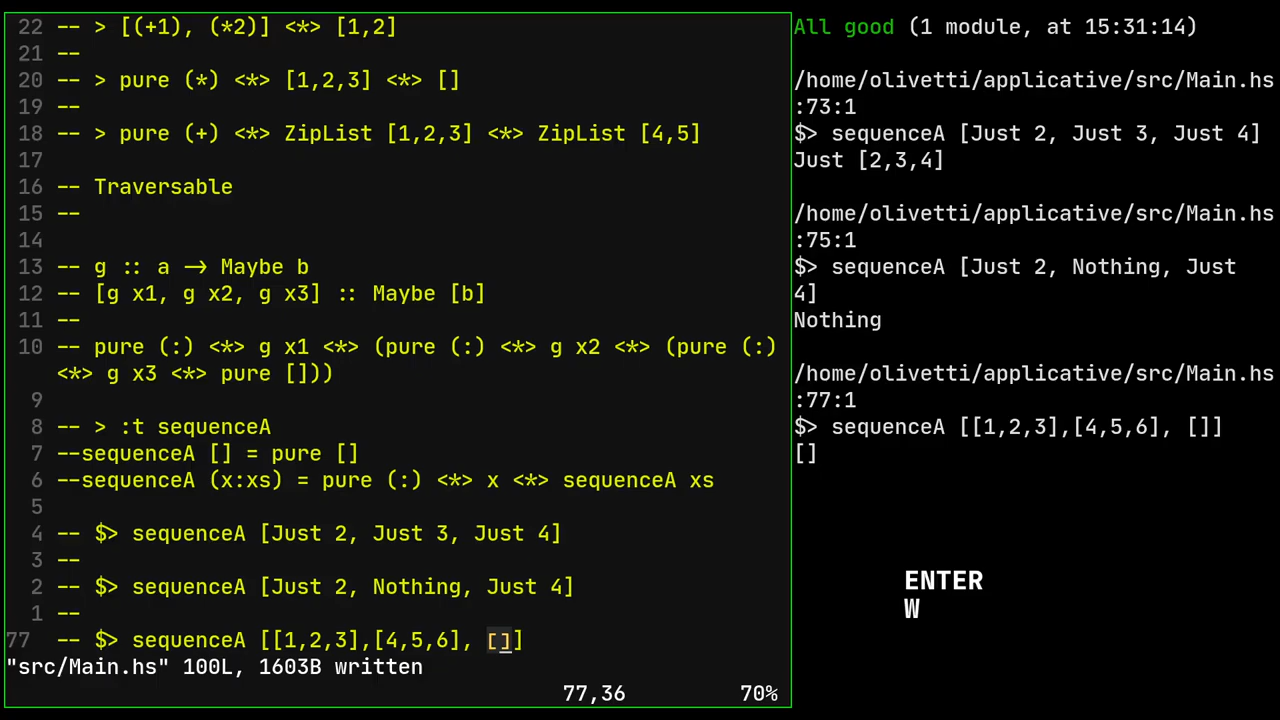 22 -- > [(+1), (*2)] <*> [1,2]
21 --
20 -- > pure (*) <*> [1,2,3] <*> []
19 --
18 -- > pure (+) <*> ZipList [1,2,3] <*> ZipList [4,5]
17
16 -- Traversable
15 --
14
13 -- g :: a -> Maybe b
12 -- [g x1, g x2, g x3] :: Maybe [b]
11 --
10 -- pure (:) <*> g x1 <*> (pure (:) <*> g x2 <*> (pure (:)
<*> g x3 <*> pure []))
9
8 -- > :t sequenceA
7 --sequenceA [] = pure []
6 --sequenceA (x:xs) = pure (:) <*> x <*> sequenceA xs
5
4 -- $> sequenceA [Just 2, Just 3, Just 4]
3 --
2 -- $> sequenceA [Just 2, Nothing, Just 4]
1 --
77 -- $> sequenceA [[1,2,3],[4,5,6], []]
"src/Main.hs" 100L, 1603B written
77,36 70%
All good (1 module, at 15:31:14)
/home/olivetti/applicative/src/Main.hs
:73:1
$> sequenceA [Just 2, Just 3, Just 4]
Just [2,3,4]
/home/olivetti/applicative/src/Main.hs
:75:1
$> sequenceA [Just 2, Nothing, Just
4]
Nothing
/home/olivetti/applicative/src/Main.hs
:77:1
$> sequenceA [[1,2,3],[4,5,6], []]
[]
ENTER
W